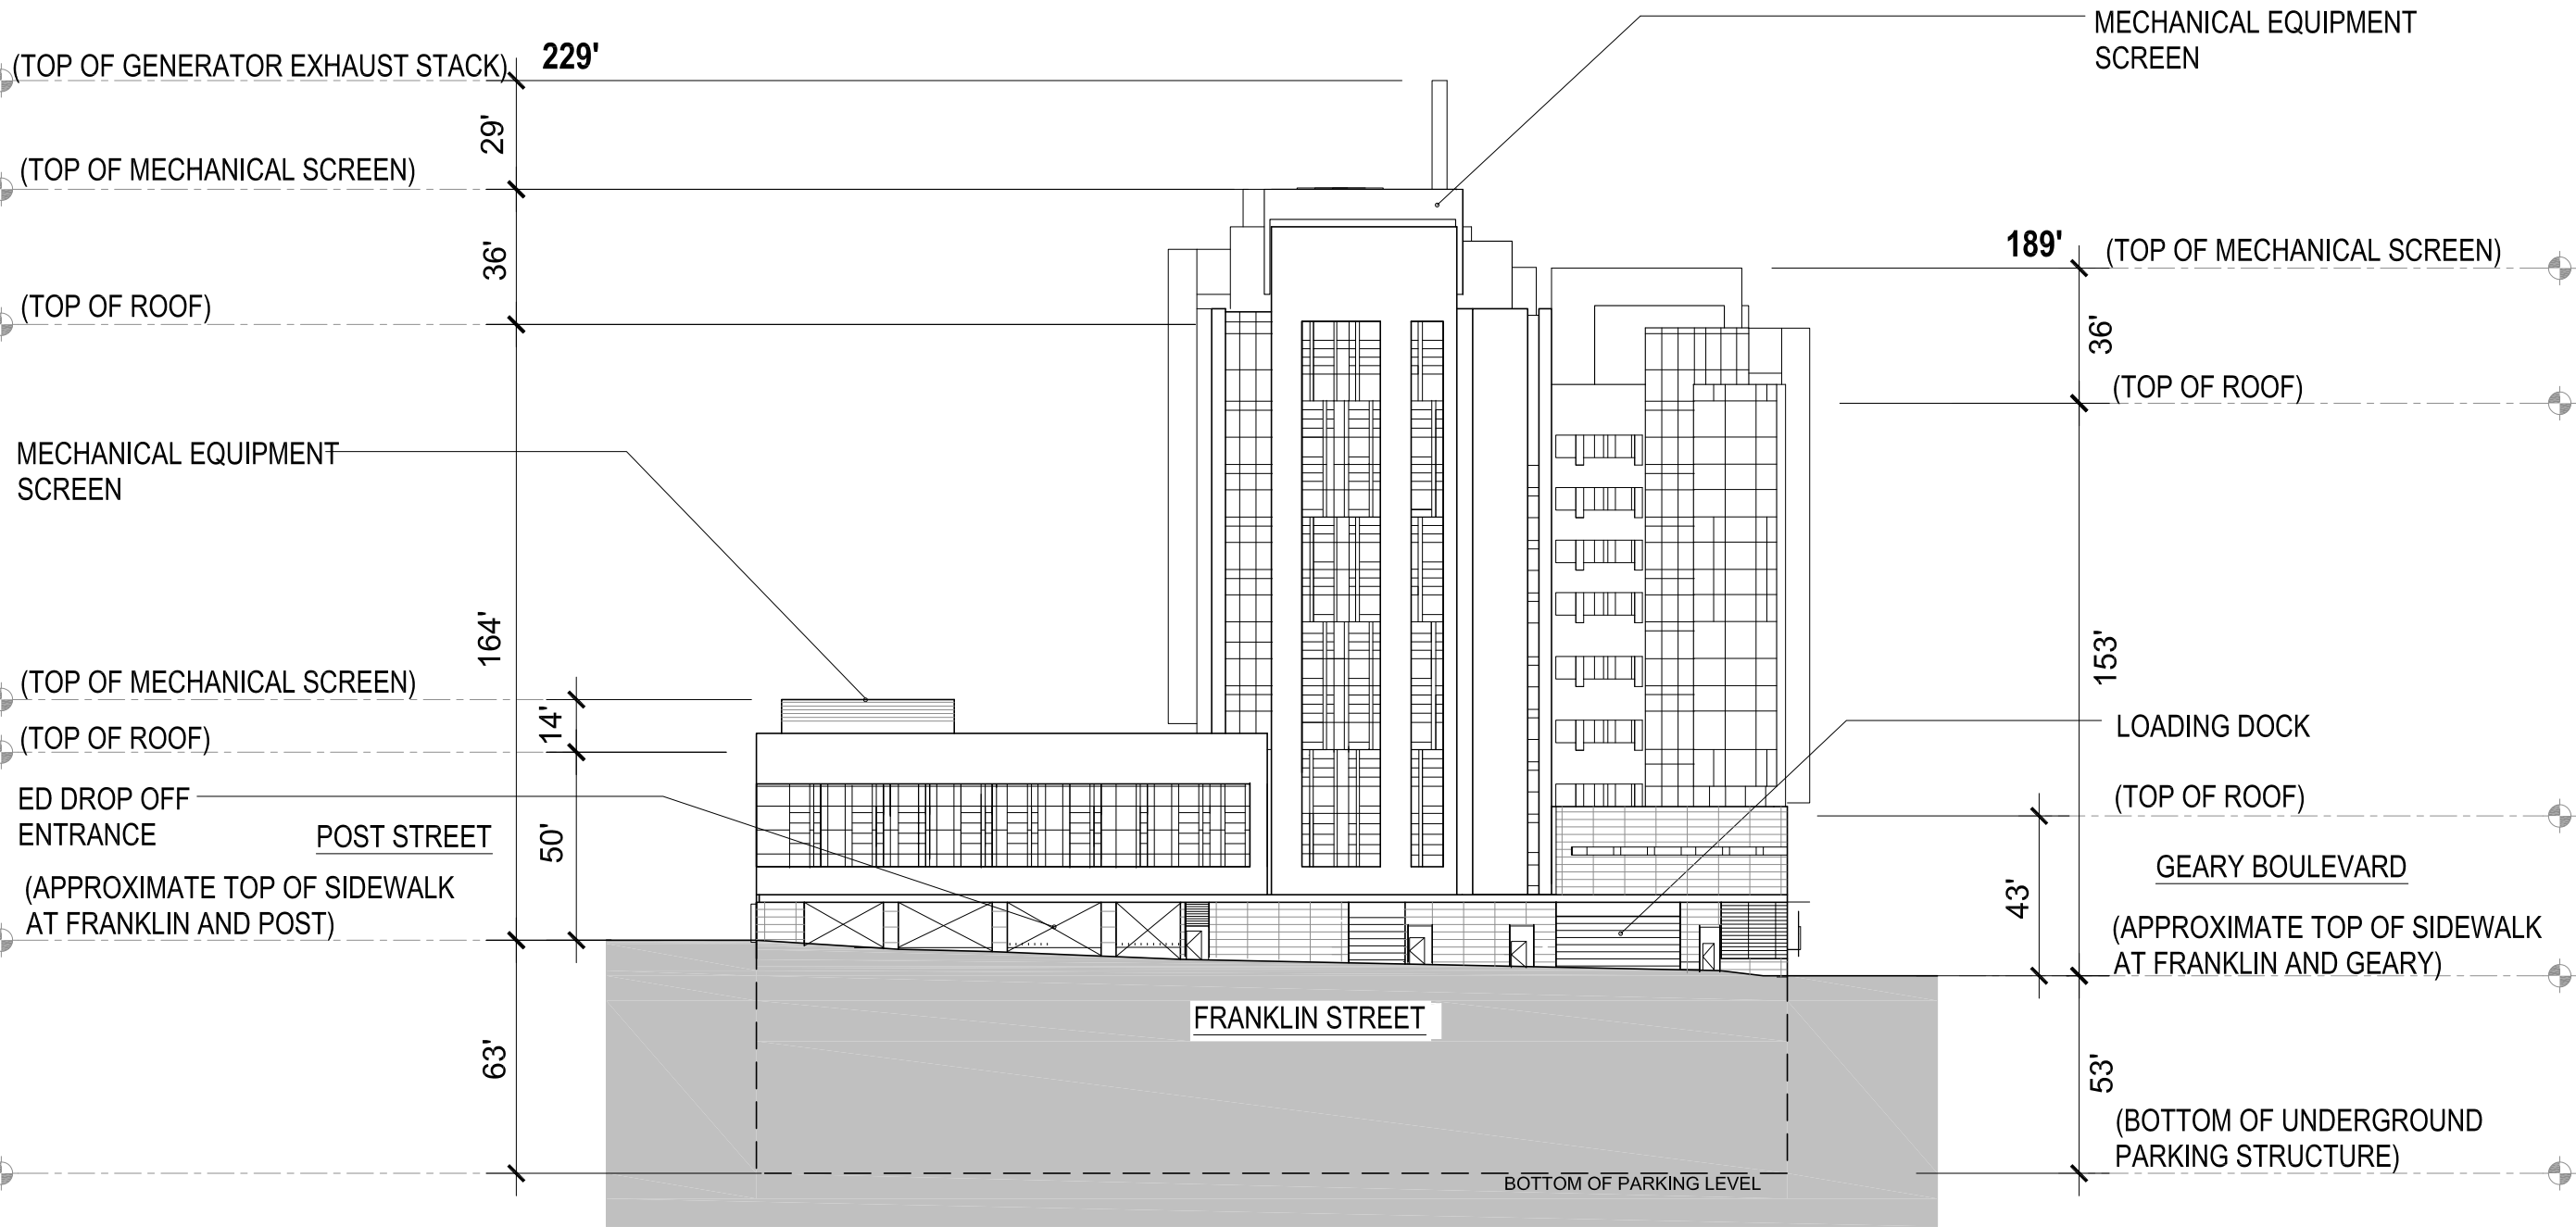 MECHANICAL EQUIPMENT
SCREEN
(TOP OF GENERATOR EXHAUST STACK)
229'
29'
(TOP OF MECHANICAL SCREEN)
36'
(TOP OF ROOF)
189'
(TOP OF MECHANICAL SCREEN)
36'
(TOP OF ROOF)
MECHANICAL EQUIPMENT
SCREEN
164'
153'
(TOP OF MECHANICAL SCREEN)
14'
(TOP OF ROOF)
LOADING DOCK
ED DROP OFF
ENTRANCE
POST STREET
50'
(TOP OF ROOF)
GEARY BOULEVARD
43'
(APPROXIMATE TOP OF SIDEWALK
AT FRANKLIN AND POST)
(APPROXIMATE TOP OF SIDEWALK
AT FRANKLIN AND GEARY)
FRANKLIN STREET
63'
53'
(BOTTOM OF UNDERGROUND
PARKING STRUCTURE)
BOTTOM OF PARKING LEVEL